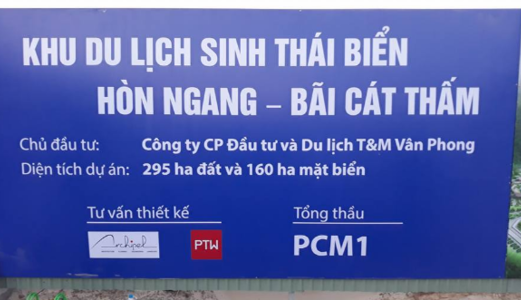 KHU DU LỊCH SINH THÁI BIỂN
HÒN NGANG – BÃI CÁT THẤM
Chủ đầu tư: Công ty CP Đầu tư và Du lịch T&M Vân Phong
Diện tích dự án: 295 ha đất và 160 ha mặt biển
Tư vấn thiết kế Tổng thầu
Archipel PTW PCM1